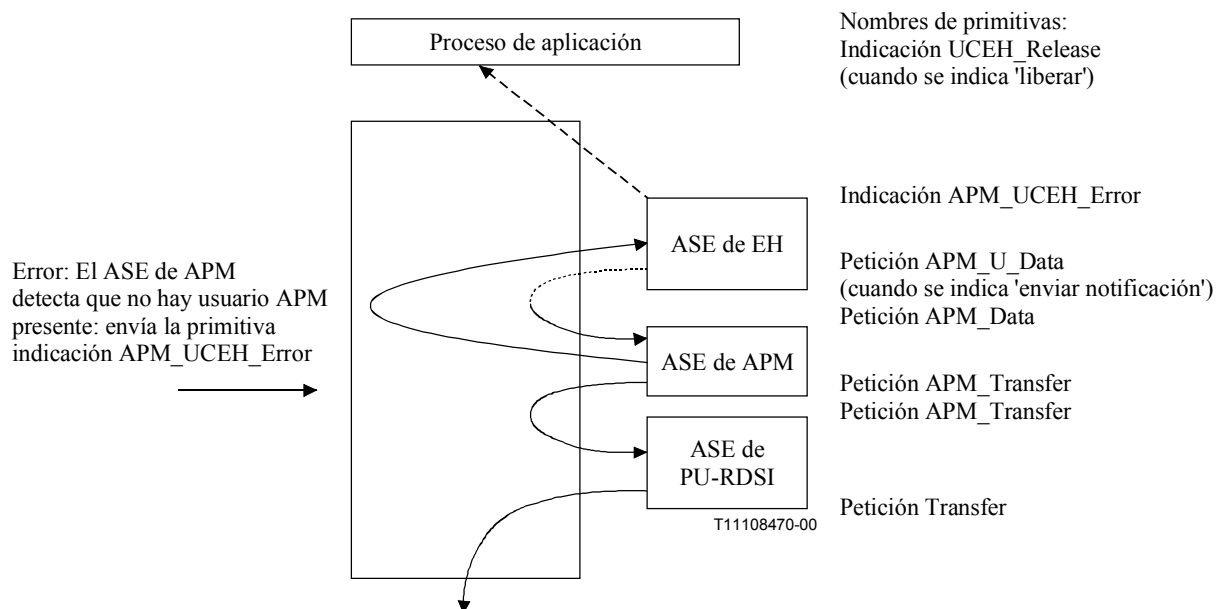 Proceso de aplicación
Nombres de primitivas:
Indicación UCEH_Release
(cuando se indica 'liberar')
Error: El ASE de APM
detecta que no hay usuario APM
presente: envía la primitiva
indicación APM_UCEH_Error
ASE de EH
ASE de APM
ASE de
PU-RDSI
T11108470-00
Indicación APM_UCEH_Error
Petición APM_U_Data
(cuando se indica 'enviar notificación')
Petición APM_Data
Petición APM_Transfer
Petición APM_Transfer
Petición Transfer